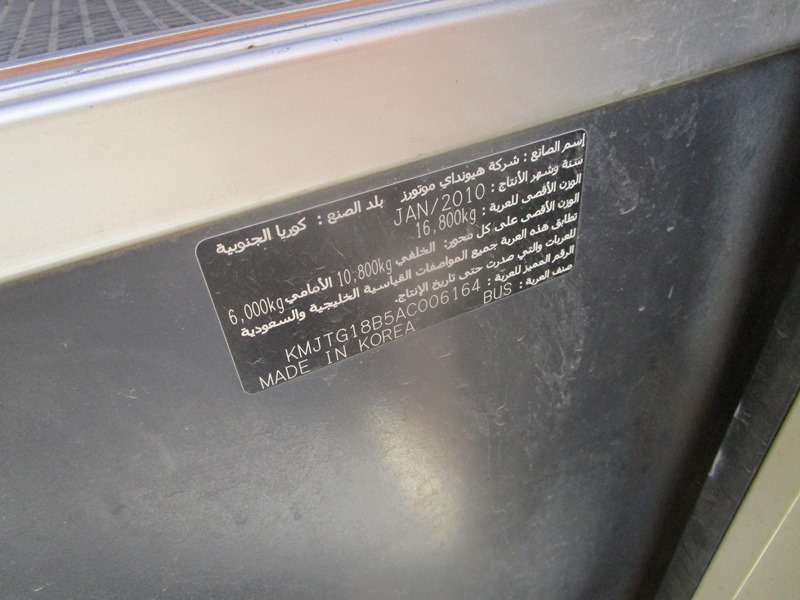 إسم الصانع : شركة هيونداي موتورز بلد الصنع : كوريا الجنوبية
سنة وشهر الأنتاج : JAN/2010
الوزن الأقصى للعربة : 16,800kg
الوزن الأقصى على كل محور: الخلفي 10,800kg الأمامي 6,000kg
تطابق هذه العربة جميع المواصفات القياسية الخليجية والسعودية
للعربات والتي صدرت حتى تاريخ الإنتاج.
الرقم المميز للعربة : KMJTG18B5AC006164
صنف العربة : BUS
MADE IN KOREA